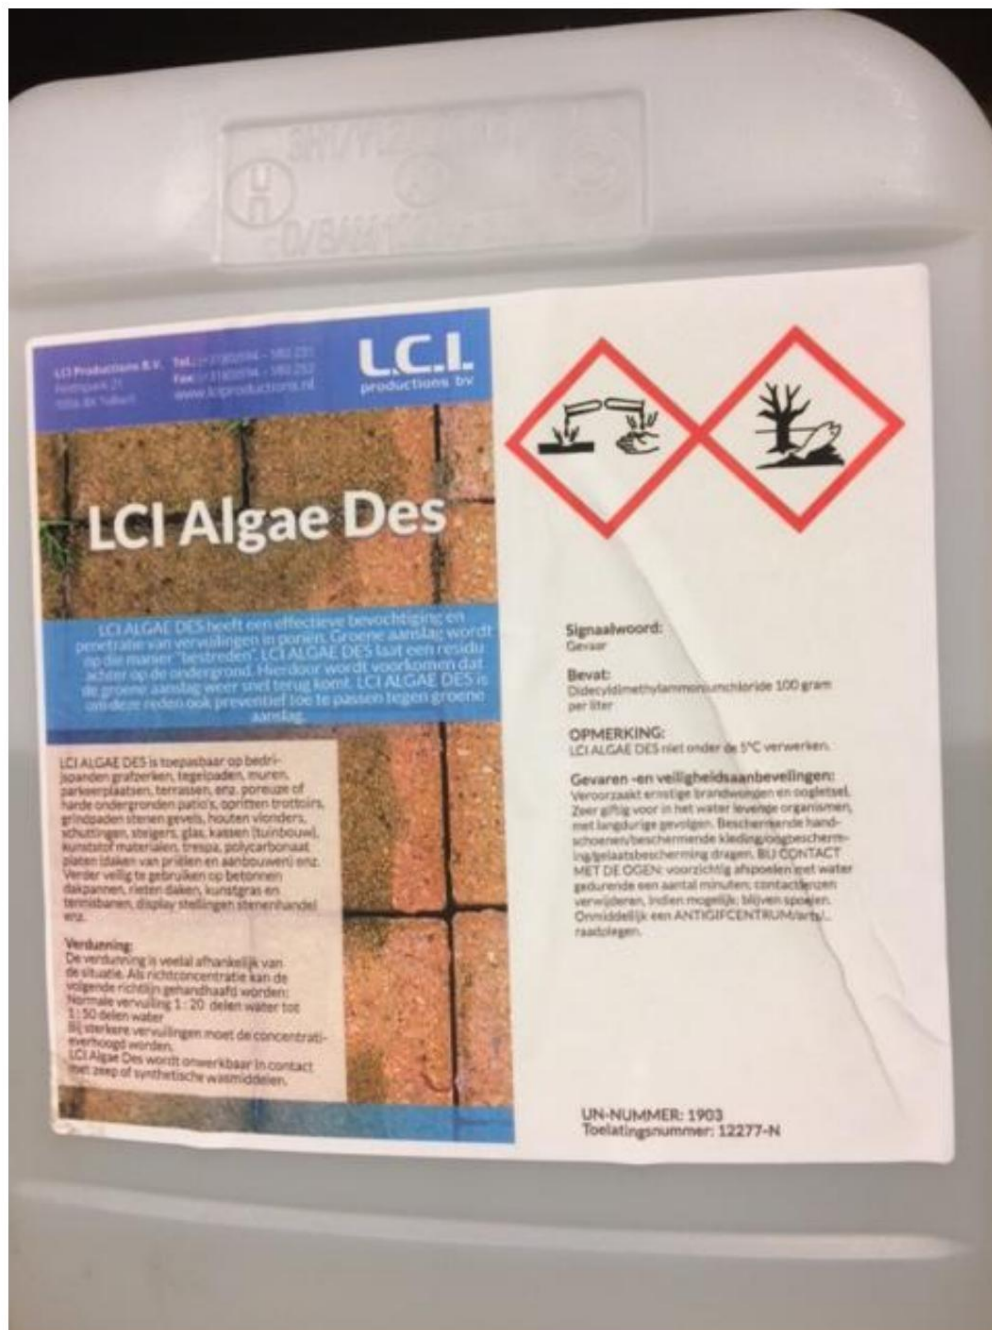 LCI Productions B.V.
Tel.:
Fax:
www.lciproductions.nl
L.C.I.
productions bv
LCI Algae Des
LCI ALGAE DES heeft een effectieve bevochtiging en
penetratie van vervuilingen in poriën. Groene aanslag wordt
op die manier "bestreden". LCI ALGAE DES laat een residu
achter op de ondergrond. Hierdoor wordt voorkomen dat
de groene aanslag weer snel terug komt. LCI ALGAE DES is
om deze reden ook preventief toe te passen tegen groene
aanslag.
LCI ALGAE DES is toepasbaar op bedri-
jspanden grafzerken, tegelpaden, muren,
parkeerplaatsen, terrassen, enz. poreuze of
harde ondergronden patio's, opritten trottoirs,
grindpaden stenen gevels, houten vlonders,
schuttingen, steigers, glas, kassen (tuinbouw),
kunststof materialen, trespa, polycarbonaat
platen (daken van priëlen en aanbouwen) enz.
Verder veilig te gebruiken op betonnen
dakpannen, rieten daken, kunstgras en
tennisbanen, display stellingen stenenhandel
enz.
Verdunning:
De verdunning is veelal afhankelijk van
de situatie. Als richtconcentratie kan de
volgende richtlijn gehandhaafd worden:
Normale vervuiling 1 : 20 delen water tot
1 : 50 delen water
Bij sterkere vervuilingen moet de concentrati-
everhoogd worden.
LCI Algae Des wordt onwerkbaar in contact
met zeep of synthetische wasmiddelen.
Signaalwoord:
Gevaar
Bevat:
Didecyldimethylammoniumchloride 100 gram
per liter
OPMERKING:
LCI ALGAE DES niet onder de 5°C verwerken.
Gevaren -en veiligheidsaanbevelingen:
Veroorzaakt ernstige brandwonden en oogletsel.
Zeer giftig voor in het water levende organismen,
met langdurige gevolgen. Beschermende hand-
schoenen/beschermende kleding/oogbescherm-
ing/gelaatsbescherming dragen. BIJ CONTACT
MET DE OGEN: voorzichtig afspoelen met water
gedurende een aantal minuten; contactlenzen
verwijderen, indien mogelijk; blijven spoelen.
Onmiddellijk een ANTIGIFCENTRUM/arts/...
raadplegen.
UN-NUMMER: 1903
Toelatingsnummer: 12277-N